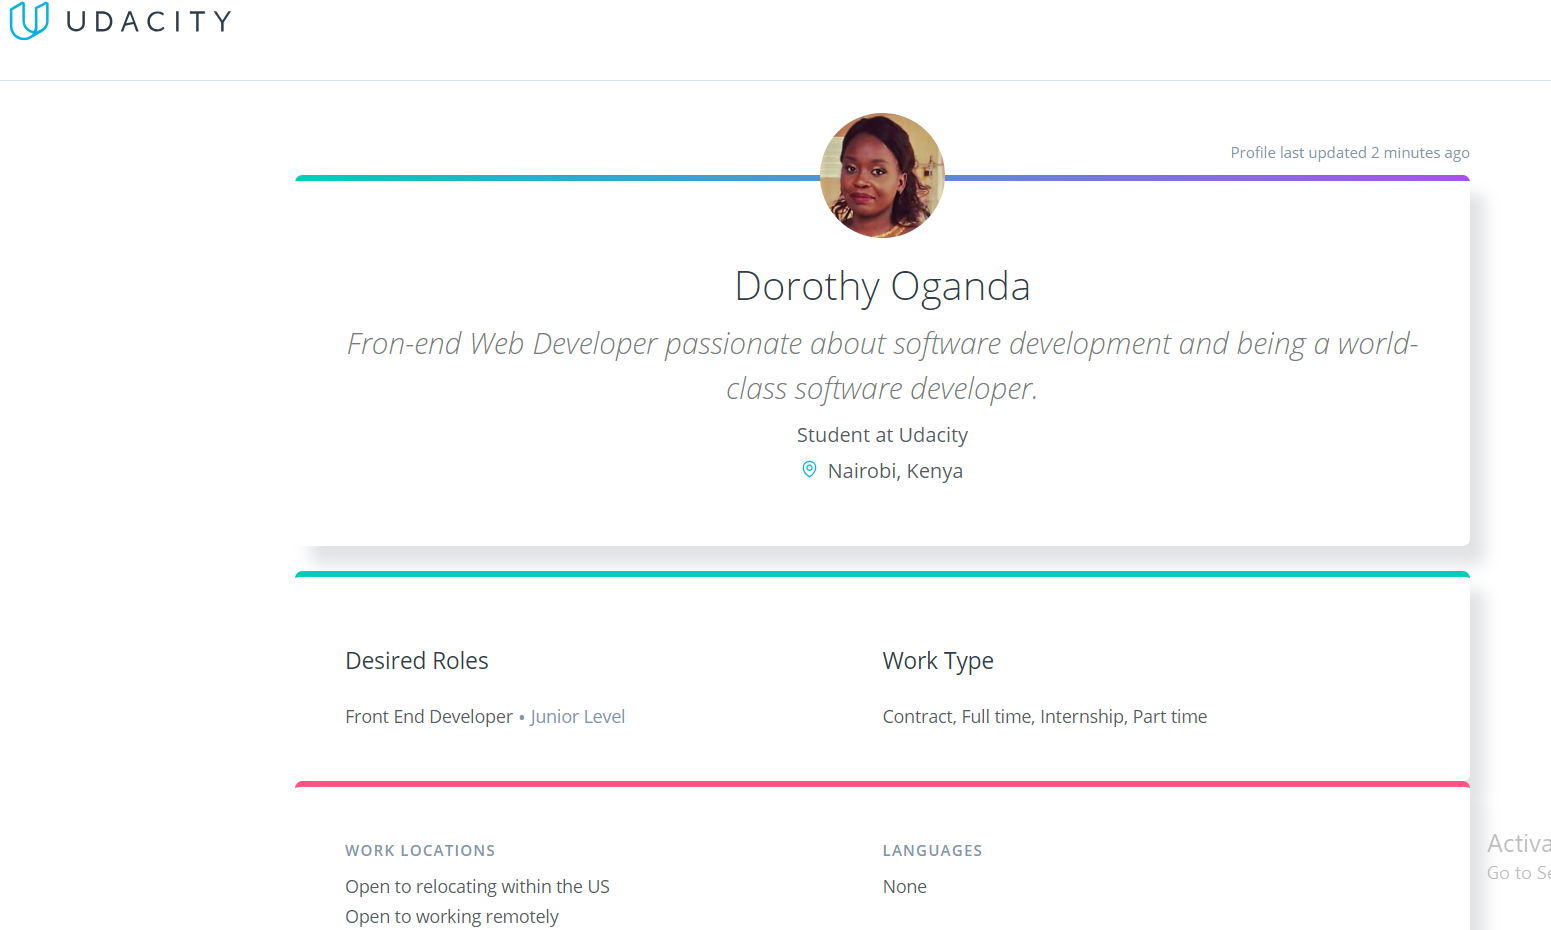 UDACITY
Profile last updated 2 minutes ago
Dorothy Oganda
Fron-end Web Developer passionate about software development and being a world-
class software developer.
Student at Udacity
Nairobi, Kenya
Desired Roles
Work Type
Front End Developer • Junior Level
Contract, Full time, Internship, Part time
WORK LOCATIONS
LANGUAGES
Open to relocating within the US
None
Open to working remotely
Activa
Go to Se